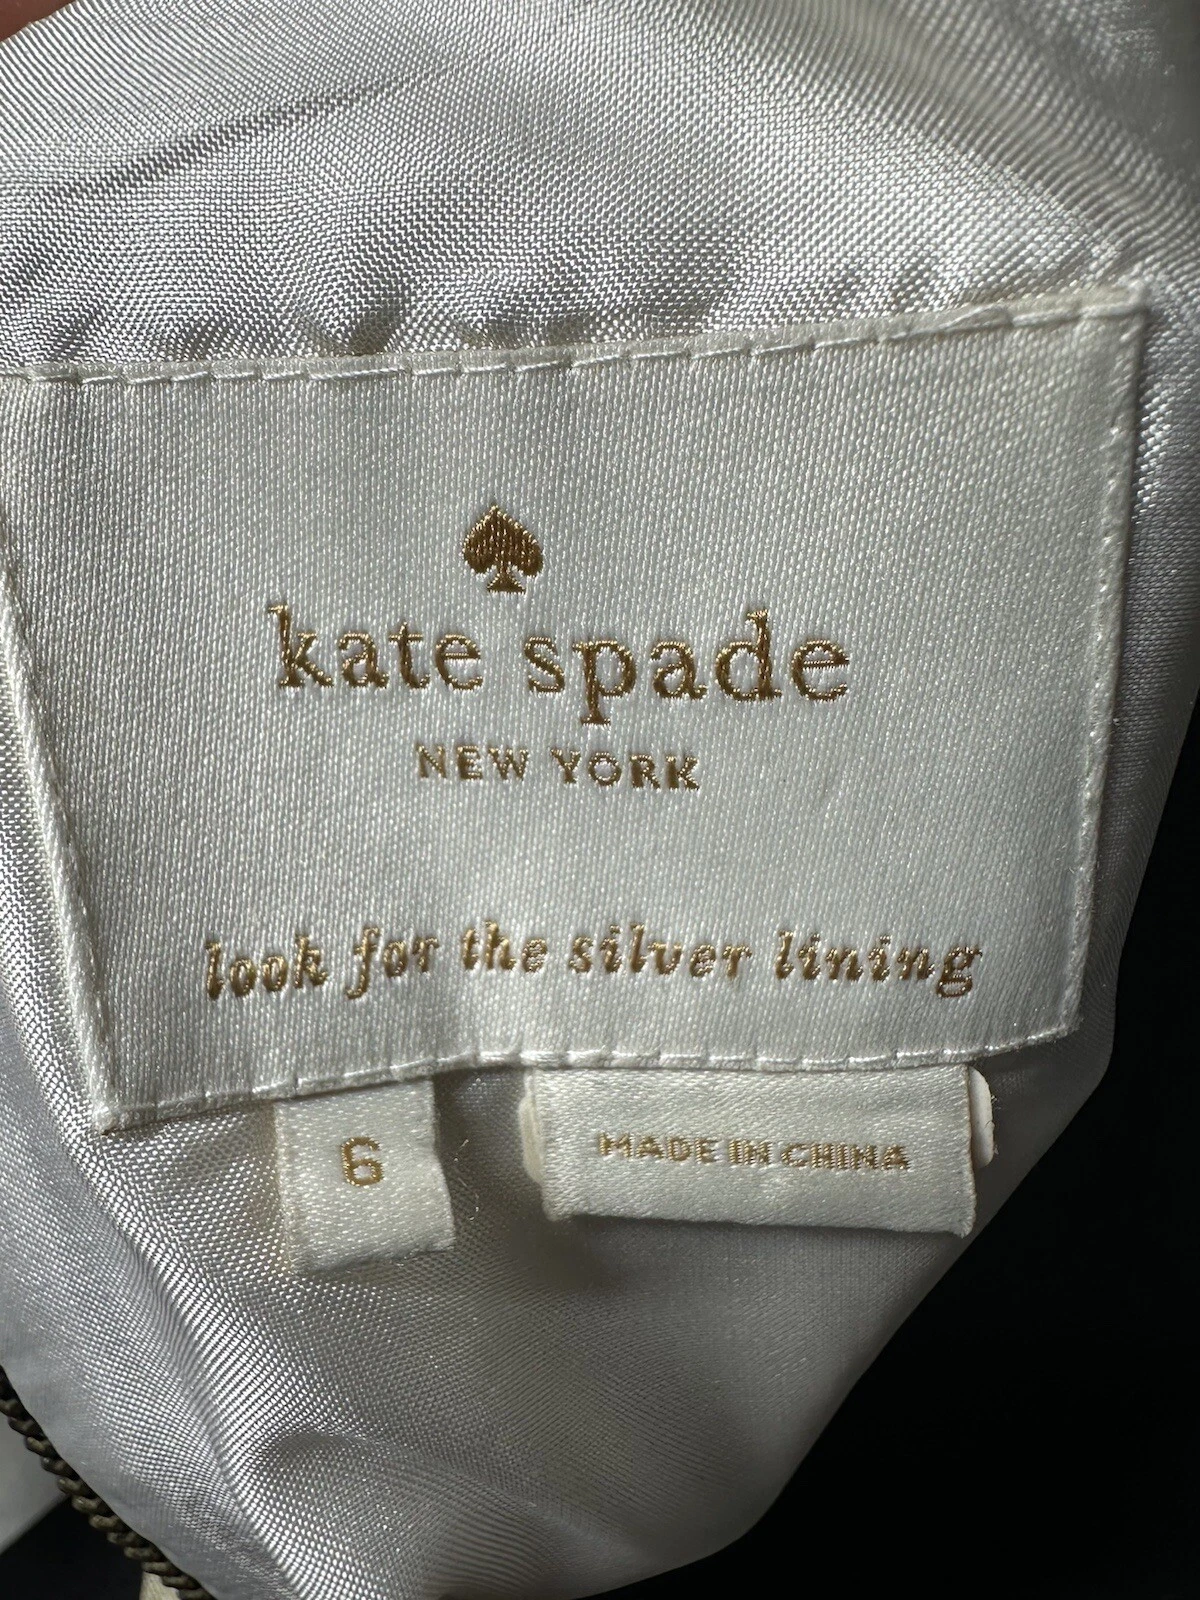 kate spade
NEW YORK
look for the silver lining
6
MADE IN CHINA